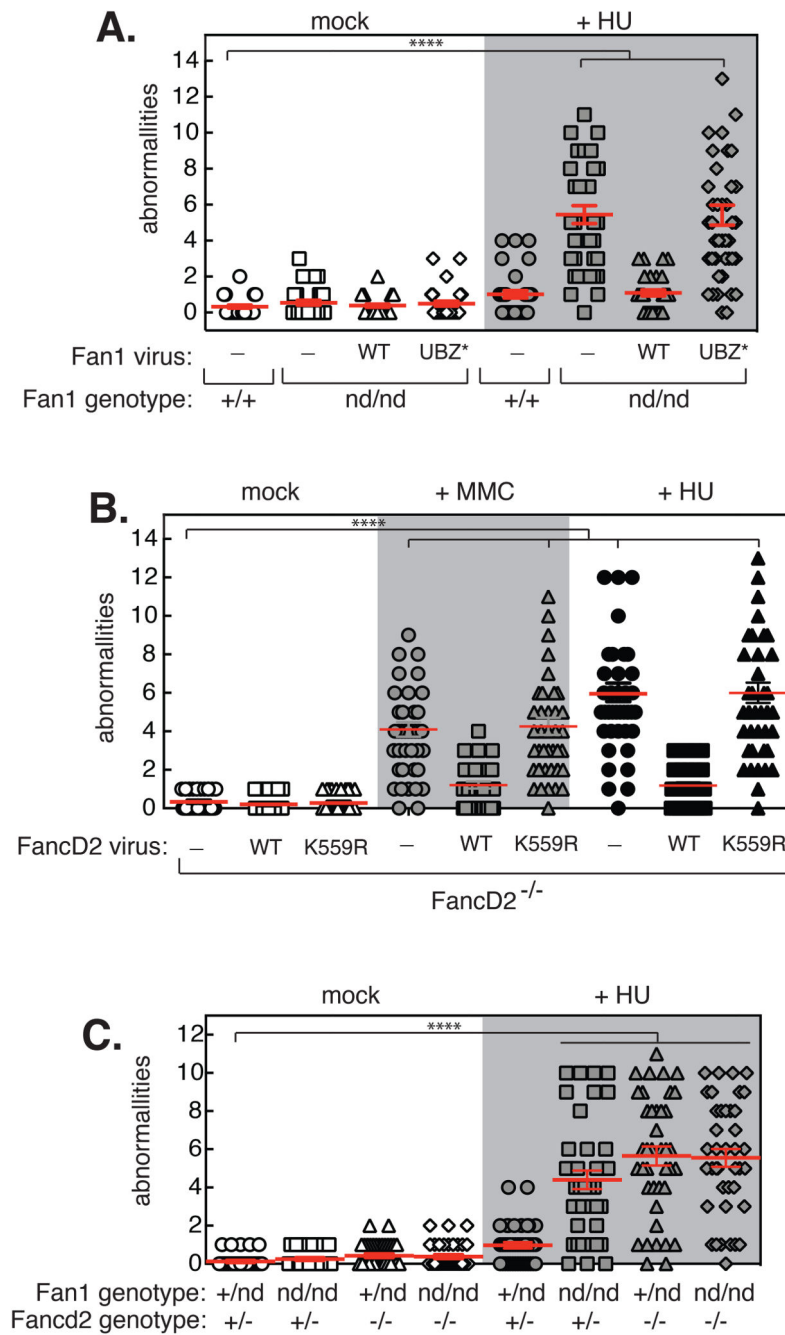 A.
mock + HU
****
abnormallities
14
12
10
8
6
4
2
0
Fan1 virus: – – WT UBZ* – – WT UBZ*
Fan1 genotype: +/+ nd/nd +/+ nd/nd
B.
mock + MMC + HU
****
abnormallities
14
12
10
8
6
4
2
0
FancD2 virus: – WT K559R – WT K559R – WT K559R
FancD2-/-
C.
mock + HU
****
abnormallities
12
10
8
6
4
2
0
Fan1 genotype: +/nd nd/nd +/nd nd/nd +/nd nd/nd +/nd nd/nd
Fancd2 genotype: +/- +/- -/- -/- +/- +/- -/- -/-